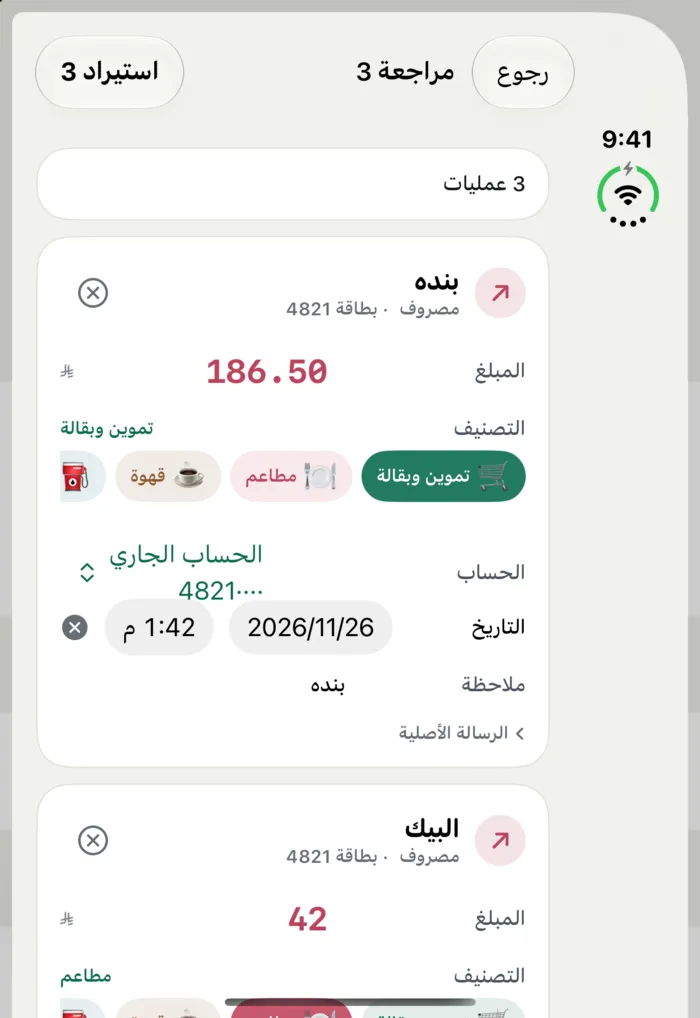 رجوع
مراجعة 3
استيراد 3
9:41
3 عمليات
بنده
مصروف · بطاقة 4821
المبلغ
186.50
التصنيف
تموين وبقالة
تموين وبقالة
مطاعم
قهوة
الحساب
الحساب الجاري
····4821
التاريخ
2026/11/26
1:42 م
ملاحظة
بنده
الرسالة الأصلية
البيك
مصروف · بطاقة 4821
المبلغ
42
التصنيف
مطاعم